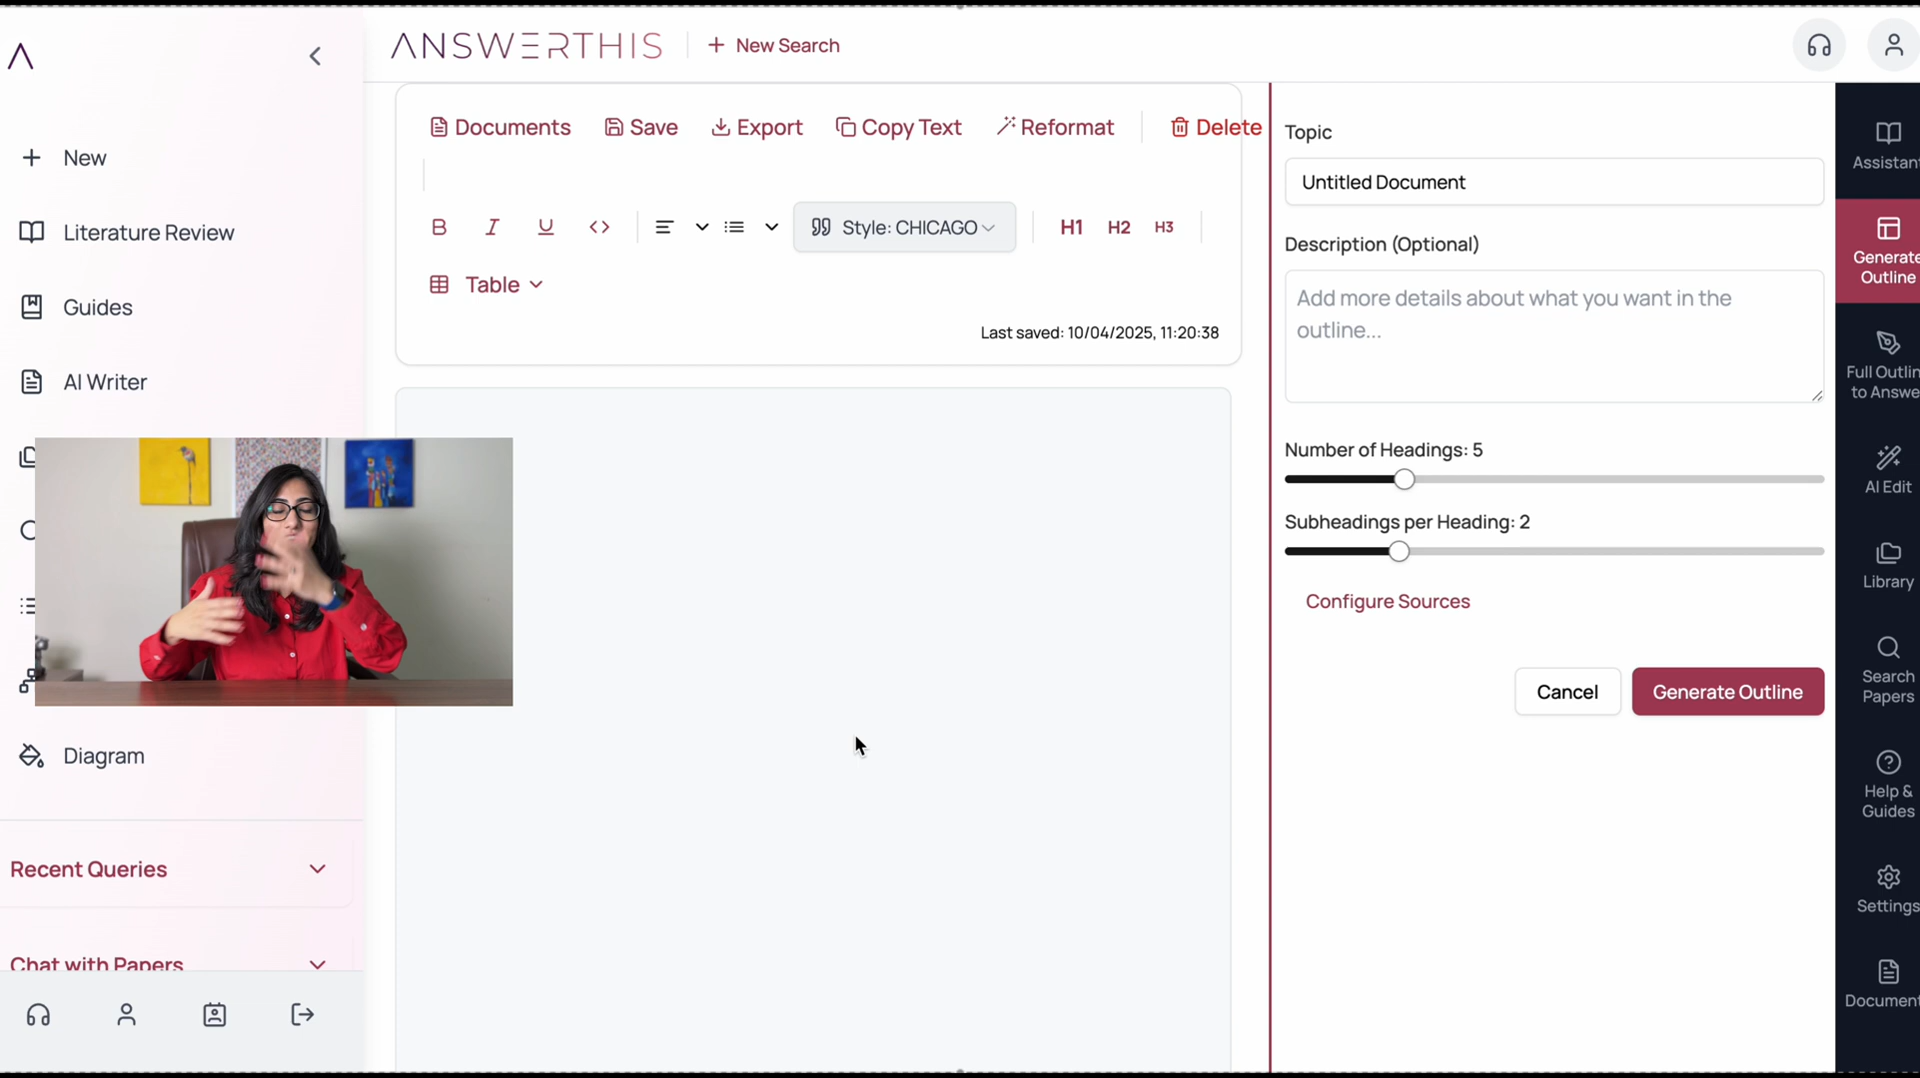 ANSWERTHIS
+ New Search
New
Literature Review
Guides
AI Writer
Diagram
Recent Queries
Chat with Papers
Documents
Save
Export
Copy Text
Reformat
Delete
B I U <>
Style: CHICAGO
H1 H2 H3
Table
Last saved: 10/04/2025, 11:20:38
Topic
Untitled Document
Description (Optional)
Add more details about what you want in the
outline...
Number of Headings: 5
Subheadings per Heading: 2
Configure Sources
Cancel
Generate Outline
Assistan
Generate
Outline
Full Outlin
to Answe
AI Edit
Library
Search
Papers
Help &
Guides
Settings
Document